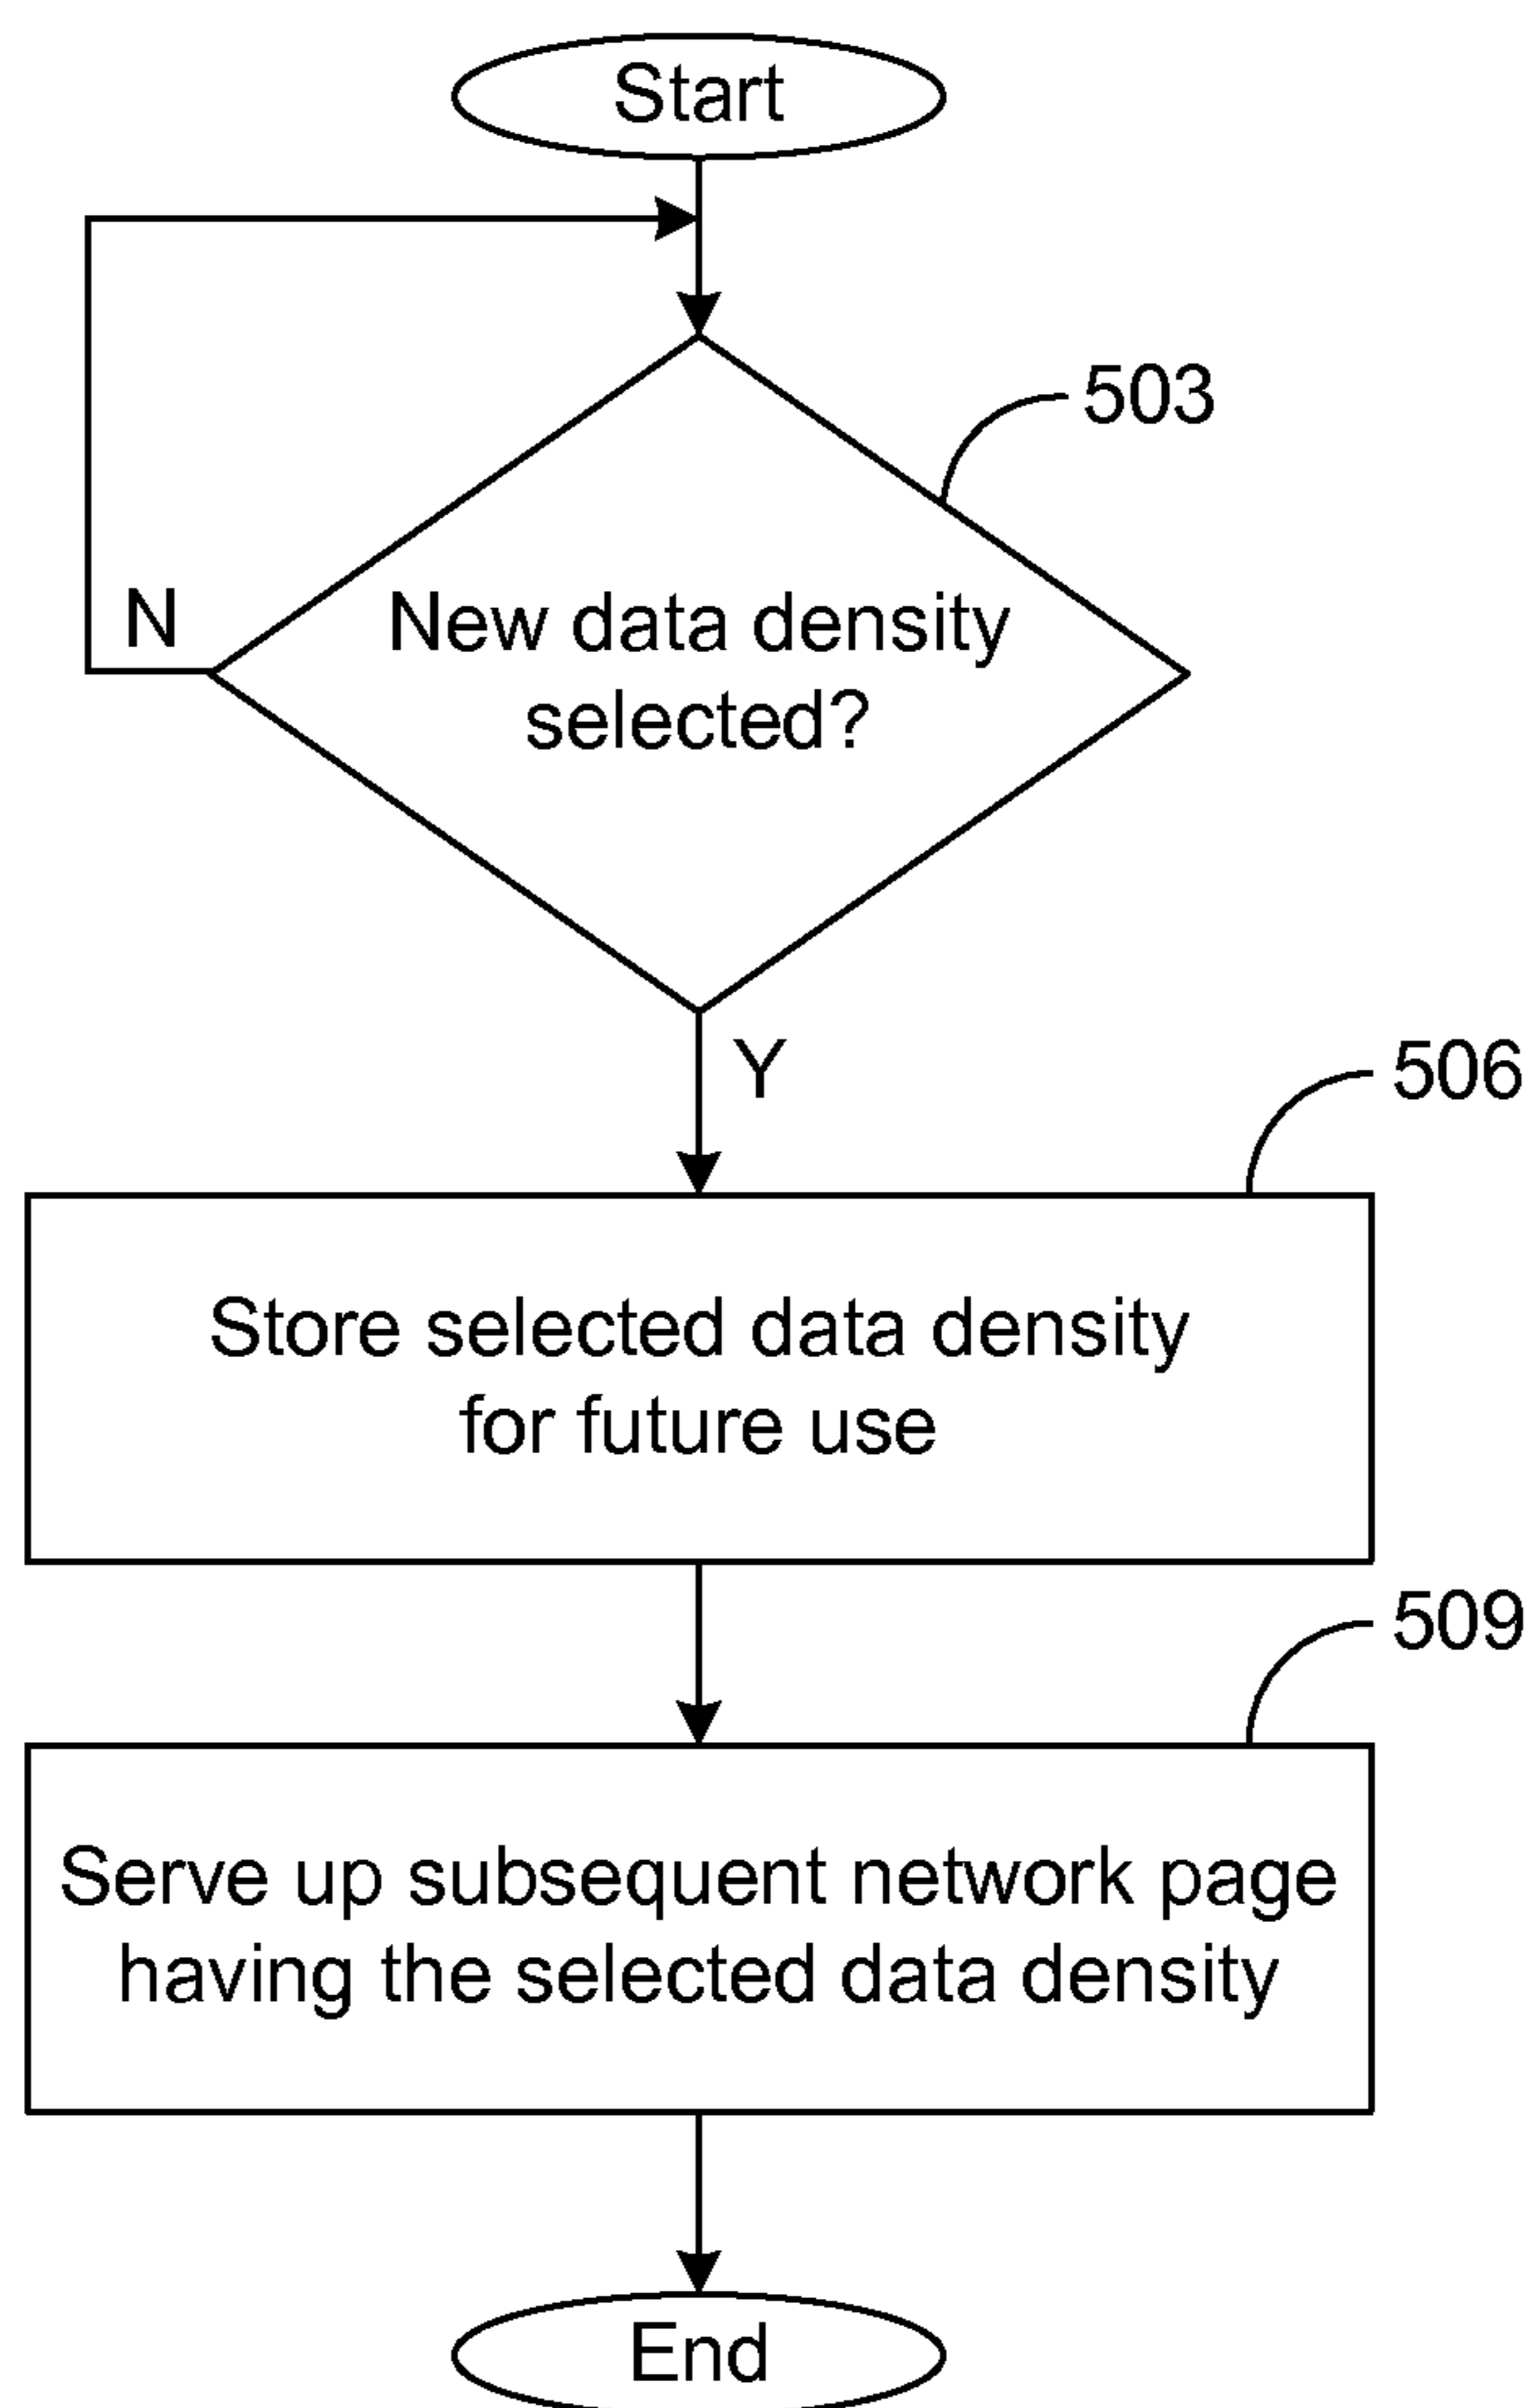 Start
503
N
New data density
selected?
Y
506
Store selected data density
for future use
509
Serve up subsequent network page
having the selected data density
End